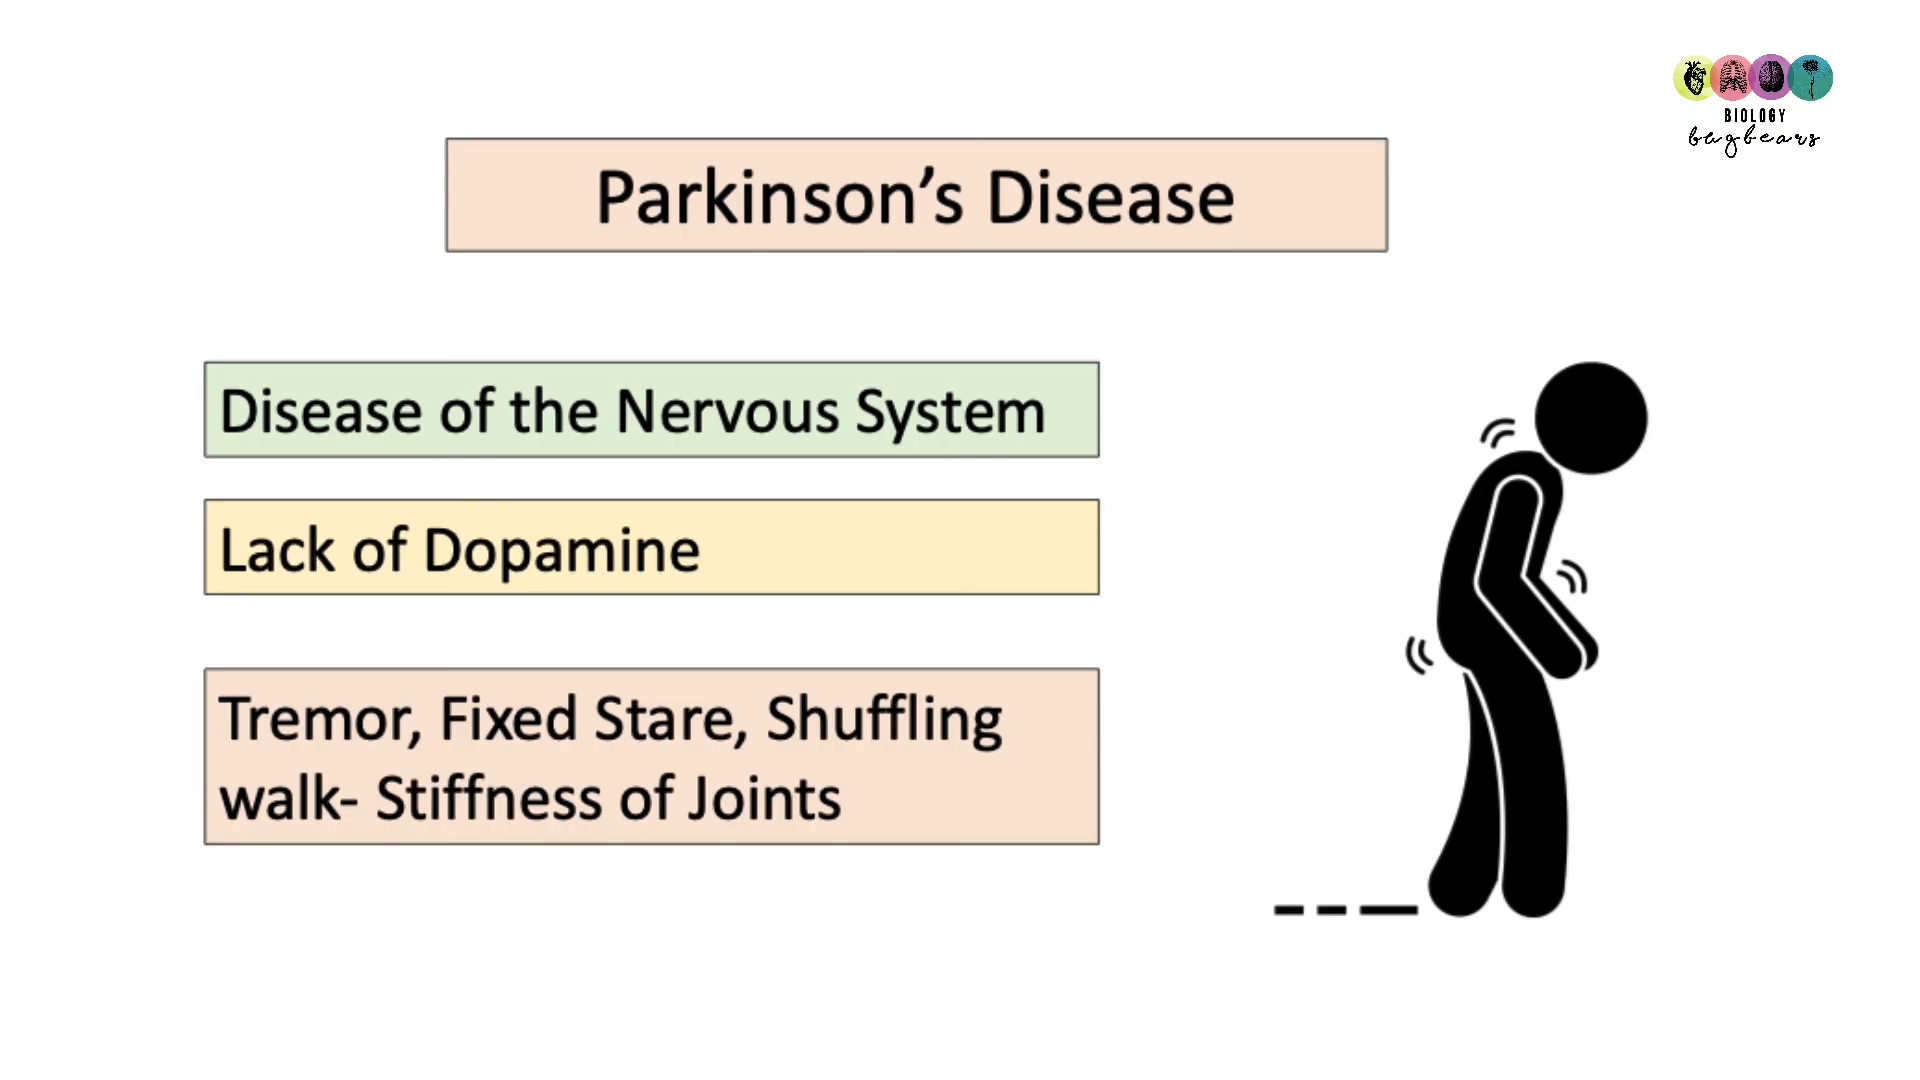 BIOLOGY
bugbears
Parkinson’s Disease
Disease of the Nervous System
Lack of Dopamine
Tremor, Fixed Stare, Shuffling
walk- Stiffness of Joints